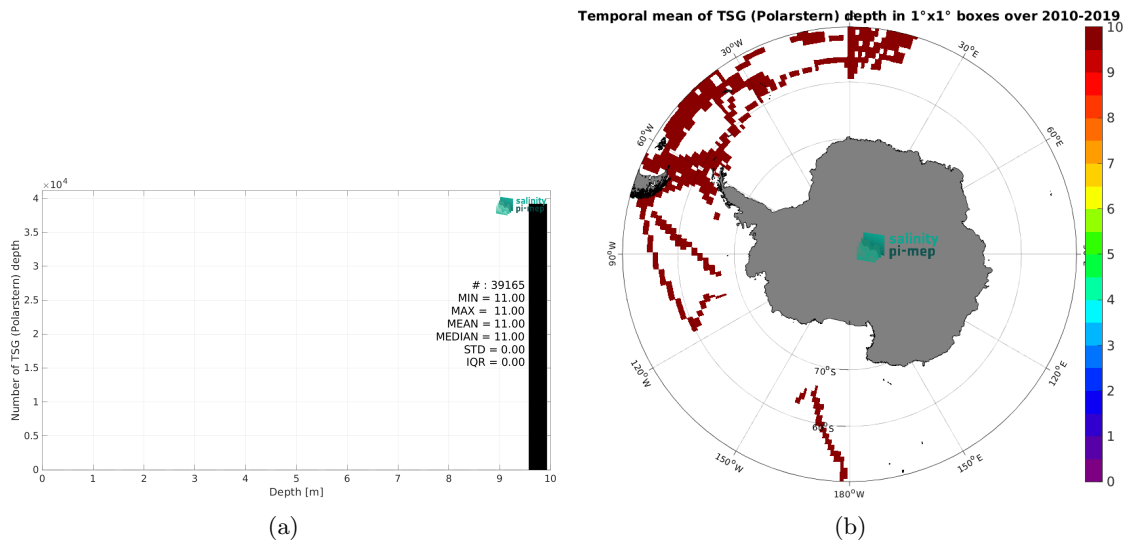 Temporal mean of TSG (Polarstern) depth in 1°x1° boxes over 2010-2019
×10⁴
4
3.5
3
2.5
2
1.5
1
0.5
0
Number of TSG (Polarstern) depth
salinity
pi-mep
# : 39165
MIN = 11.00
MAX = 11.00
MEAN = 11.00
MEDIAN = 11.00
STD = 0.00
IQR = 0.00
0 1 2 3 4 5 6 7 8 9 10
Depth [m]
(a)
30°W
30°E
60°W
60°E
90°W
salinity
pi-mep
120°W
120°E
70°S
150°W
150°E
180°W
10
9
8
7
6
5
4
3
2
1
0
(b)